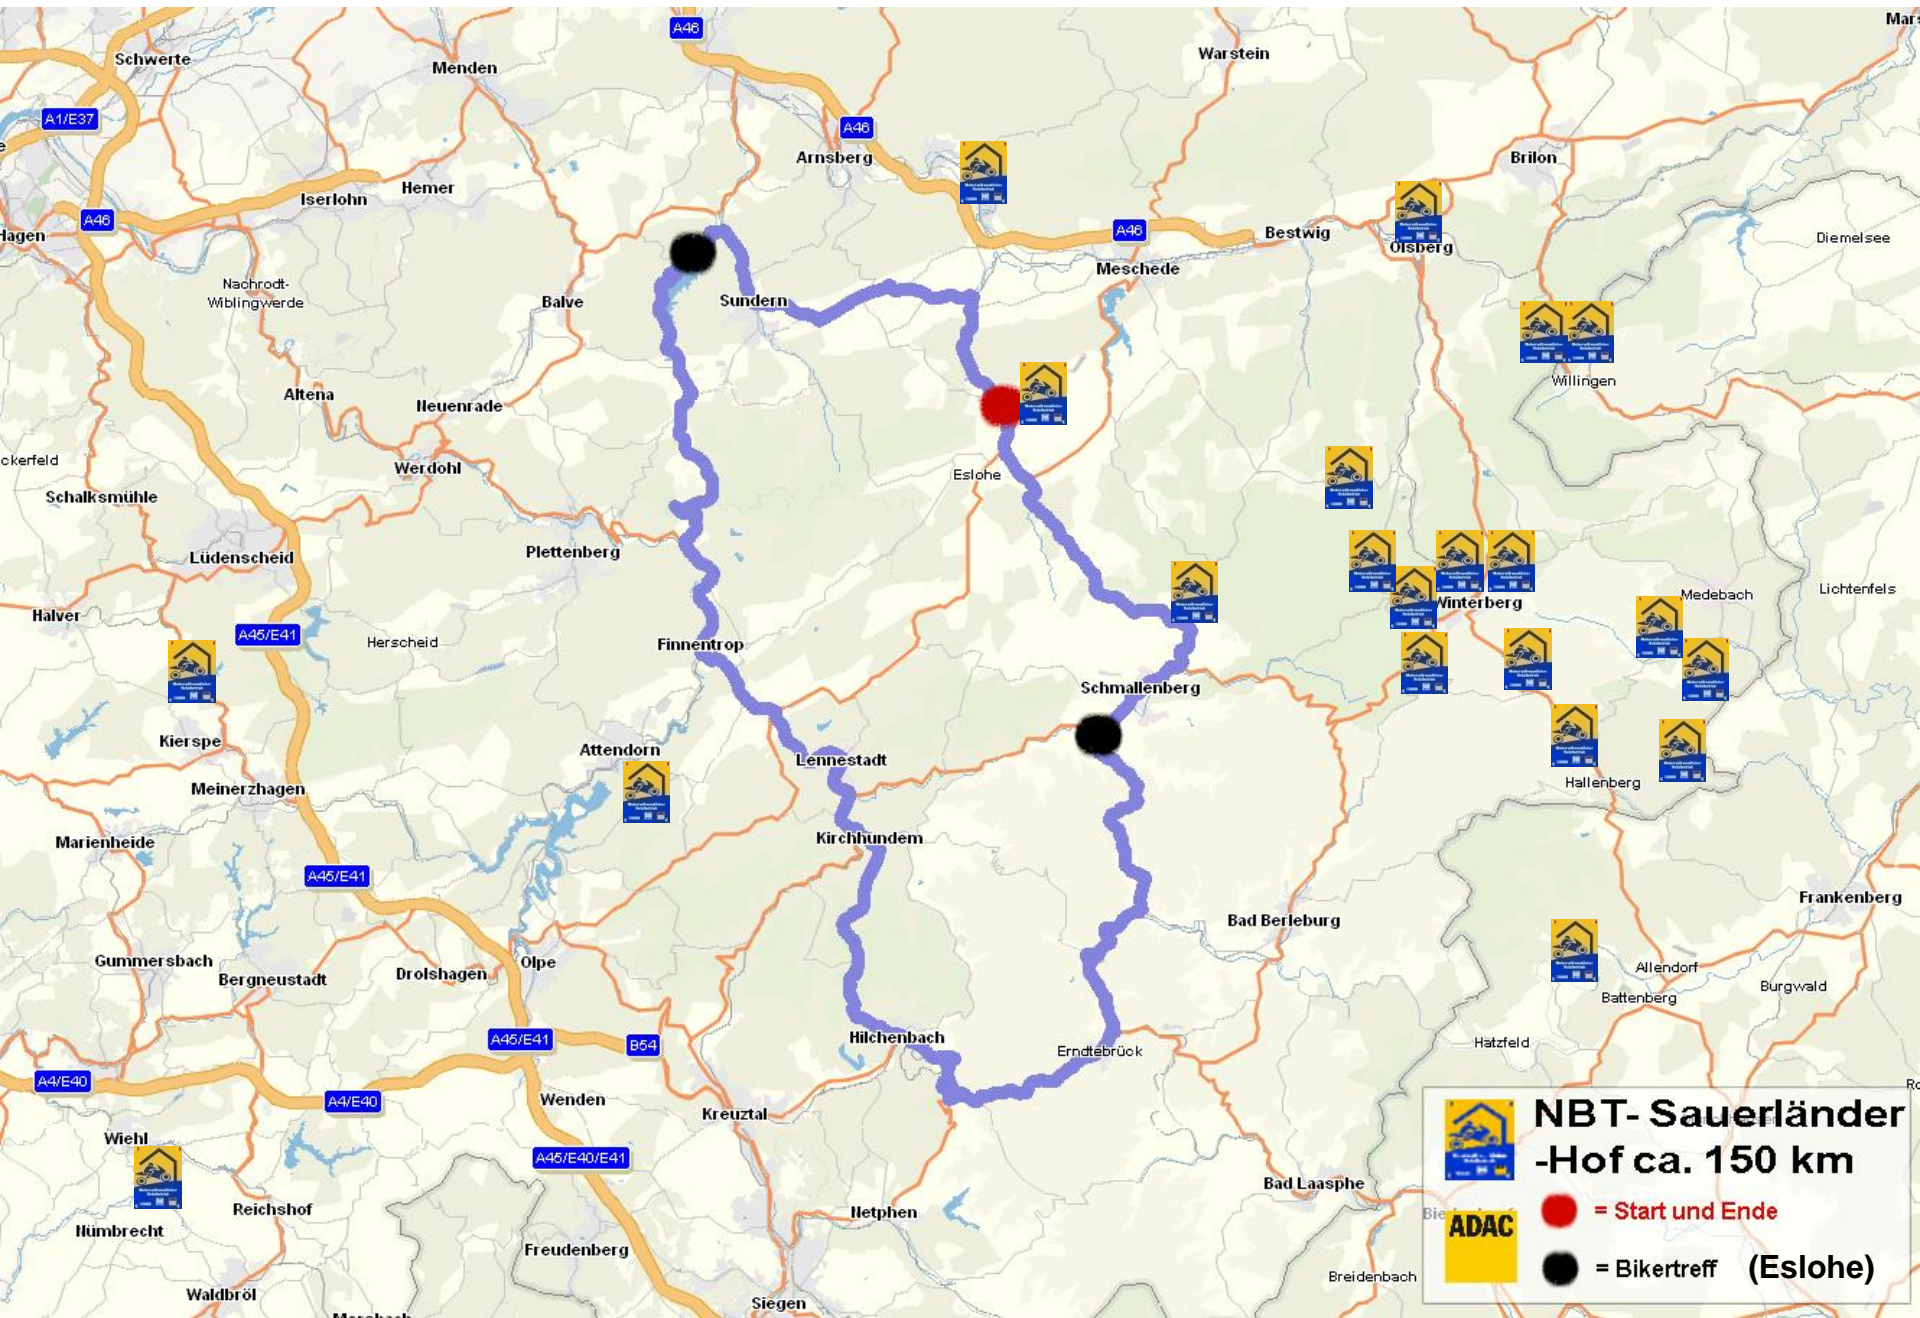 A46
Mars
Schwerte
Menden
Warstein
A1/E37
A46
Arnsberg
Brilon
Hemer
Iserlohn
A46
Hagen
A46
Bestwig
Olsberg
Diemelsee
Meschede
Nachrodt-
Wiblingwerde
Balve
Sundern
Willingen
Altena
Neuenrade
ckerfeld
Werdohl
Eslohe
Schalksmühle
Plettenberg
Lüdenscheid
Lichtenfels
Medebach
Winterberg
Halver
A45/E41
Herscheid
Finnentrop
Schmallenberg
Kierspe
Attendorn
Lennestadt
Meinerzhagen
Hallenberg
Marienheide
Kirchhundem
A45/E41
Frankenberg
Bad Berleburg
Gummersbach
Olpe
Drolshagen
Bergneustadt
Allendorf
Battenberg
Burgwald
A45/E41
B54
Hilchenbach
Erndtebrück
Hatzfeld
A4/E40
A4/E40
Wenden
Kreuztal
Wiehl
A45/E40/E41
Bad Laasphe
Reichshof
Netphen
Nümbrecht
Freudenberg
Breidenbach
Waldbröl
Siegen
Morsbach
NBT- Sauerländer
-Hof ca. 150 km
= Start und Ende
ADAC
= Bikertreff (Eslohe)